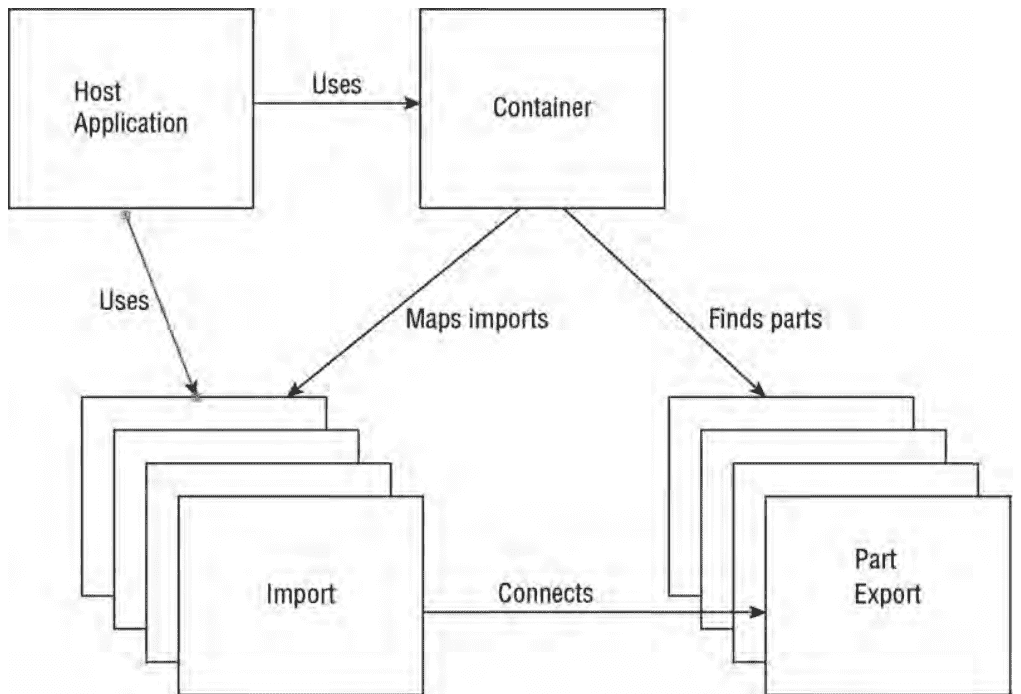 Host
Application
Uses
Container
Uses
Maps imports
Finds parts
Import
Connects
Part
Export